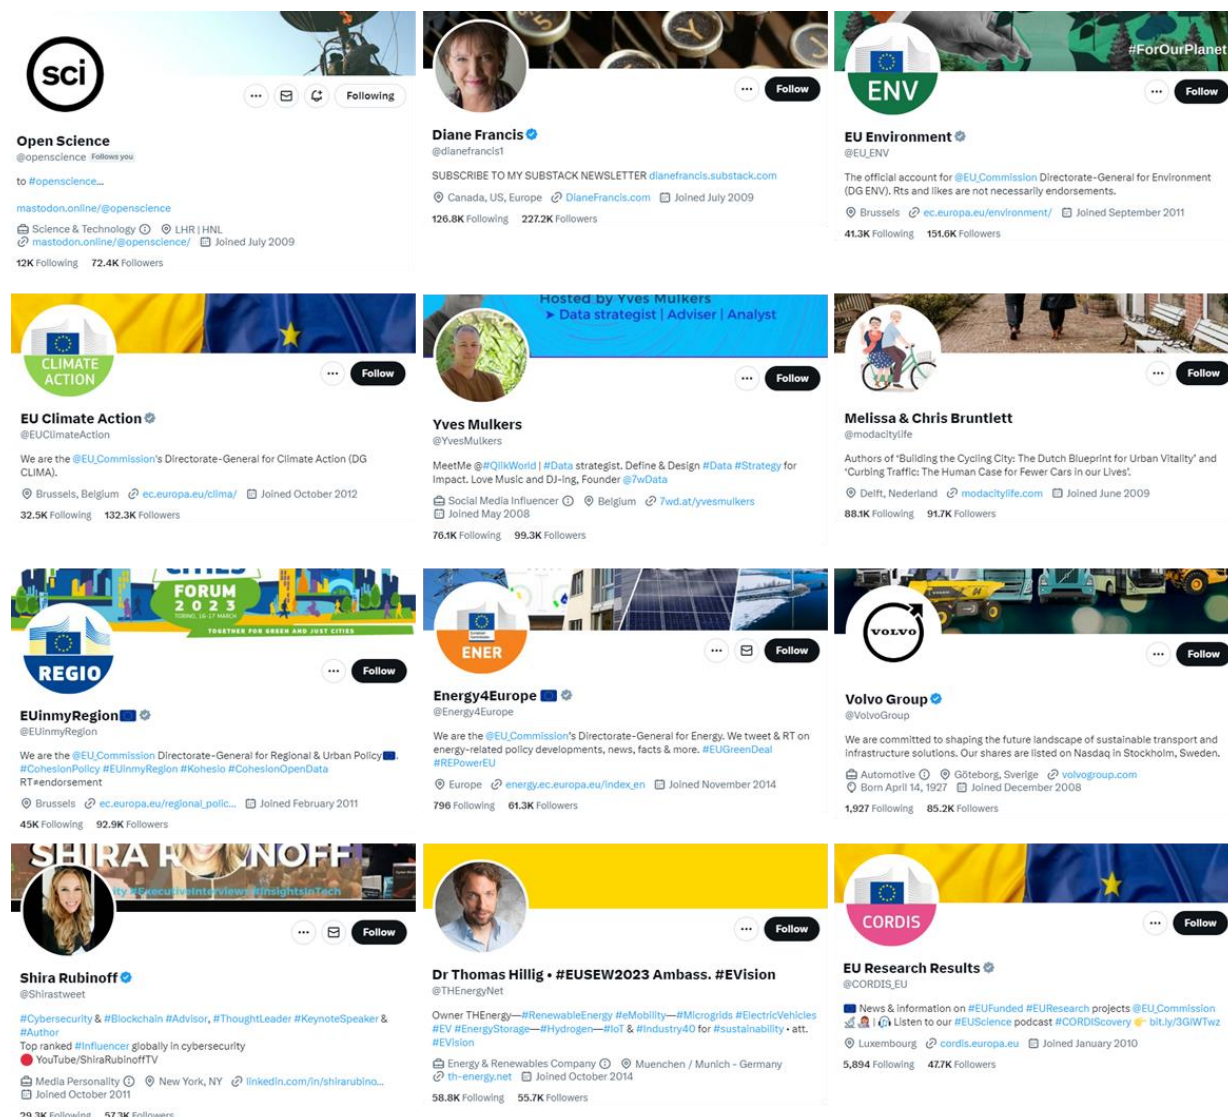 sci
Following
Open Science
@openscience Follows you
to #openscience...
mastodon.online/@openscience
Science & Technology LHR | HNL
mastodon.online/@openscience/ Joined July 2009
12K Following 72.4K Followers
5 Y J
Follow
Diane Francis
@dianefrancis1
SUBSCRIBE TO MY SUBSTACK NEWSLETTER dianefrancis.substack.com
Canada, US, Europe DianeFrancis.com Joined July 2009
126.8K Following 227.2K Followers
#ForOurPlanet
ENV
Follow
EU Environment
@EU_ENV
The official account for @EU_Commission Directorate-General for Environment
(DG ENV). Rts and likes are not necessarily endorsements.
Brussels ec.europa.eu/environment/ Joined September 2011
41.3K Following 151.6K Followers
CLIMATE
ACTION
Follow
EU Climate Action
@EUClimateAction
We are the @EU_Commission's Directorate-General for Climate Action (DG
CLIMA).
Brussels, Belgium ec.europa.eu/clima/ Joined October 2012
32.5K Following 132.3K Followers
Hosted by Yves Mulkers
➤ Data strategist | Adviser | Analyst
Follow
Yves Mulkers
@YvesMulkers
MeetMe @#QlikWorld | #Data strategist. Define & Design #Data #Strategy for
Impact. Love Music and DJ-ing, Founder @7wData
Social Media Influencer Belgium 7wd.at/yvesmulkers
Joined May 2008
76.1K Following 99.3K Followers
Follow
Melissa & Chris Bruntlett
@modacitylife
Authors of 'Building the Cycling City: The Dutch Blueprint for Urban Vitality' and
'Curbing Traffic: The Human Case for Fewer Cars in our Lives'.
Delft, Nederland modacitylife.com Joined June 2009
88.1K Following 91.7K Followers
CITIES
FORUM
2023
TORINO, 16-17 MARCH
TOGETHER FOR GREEN AND JUST CITIES
REGIO
Follow
EUinmyRegion
@EUinmyRegion
We are the @EU_Commission Directorate-General for Regional & Urban Policy.
#CohesionPolicy #EUinmyRegion #Kohesio #CohesionOpenData
RT≠endorsement
Brussels ec.europa.eu/regional_polic... Joined February 2011
45K Following 92.9K Followers
ENER
Follow
Energy4Europe
@Energy4Europe
We are the @EU_Commission's Directorate-General for Energy. We tweet & RT on
energy-related policy developments, news, facts & more. #EUGreenDeal
#REPowerEU
Europe energy.ec.europa.eu/index_en Joined November 2014
796 Following 61.3K Followers
VOLVO
Follow
Volvo Group
@VolvoGroup
We are committed to shaping the future landscape of sustainable transport and
infrastructure solutions. Our shares are listed on Nasdaq in Stockholm, Sweden.
Automotive Göteborg, Sverige volvogroup.com
Born April 14, 1927 Joined December 2008
1,927 Following 85.2K Followers
SHIRA R NOFF
ity #ExecutiveInterviews #InsightsInTech
Follow
Shira Rubinoff
@Shirastweet
#Cybersecurity & #Blockchain #Advisor, #ThoughtLeader #KeynoteSpeaker &
#Author
Top ranked #Influencer globally in cybersecurity
YouTube/ShiraRubinoffTV
Media Personality New York, NY linkedin.com/in/shirarubino...
Joined October 2011
29.3K Following 57.3K Followers
Follow
Dr Thomas Hillig • #EUSEW2023 Ambass. #EVision
@THEnergyNet
Owner THEnergy—#RenewableEnergy #eMobility—#Microgrids #ElectricVehicles
#EV #EnergyStorage—#Hydrogen—#IoT & #Industry40 for #sustainability • att.
#EVision
Energy & Renewables Company Muenchen / Munich - Germany
th-energy.net Joined October 2014
58.8K Following 55.7K Followers
CORDIS
Follow
EU Research Results
@CORDIS_EU
News & information on #EUFunded #EUResearch projects @EU_Commission
| Listen to our #EUScience podcast #CORDIScovery bit.ly/3GiWTwz
Luxembourg cordis.europa.eu Joined January 2010
5,894 Following 47.7K Followers